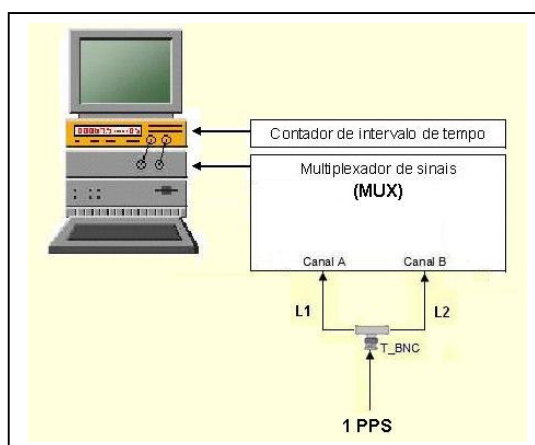 Contador de intervalo de tempo
Multiplexador de sinais
(MUX)
Canal A
Canal B
L1
L2
T_BNC
1 PPS